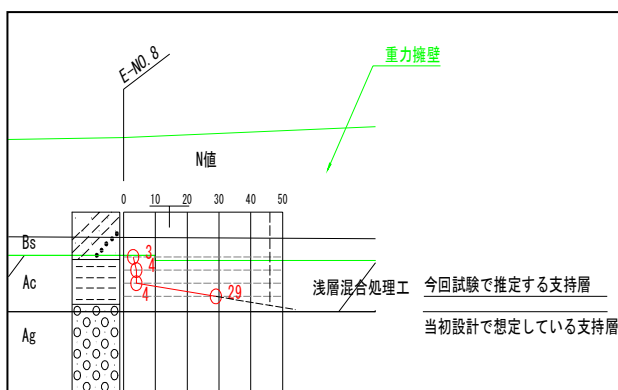 重力擁壁
E-NO.8
N値
0 10 20 30 40 50
Bs
3
4
Ac
4
29
浅層混合処理工
今回試験で推定する支持層
当初設計で想定している支持層
Ag